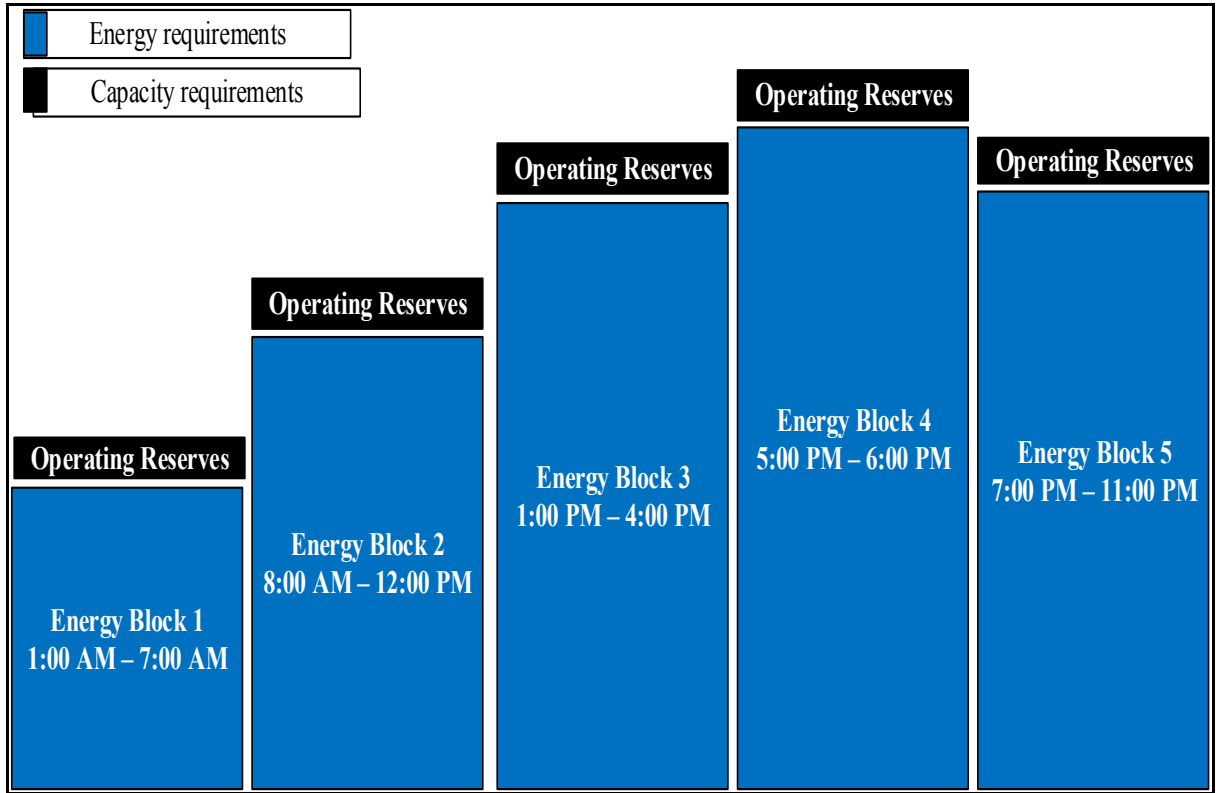 Energy requirements
Capacity requirements
Operating Reserves
Energy Block 1
1:00 AM – 7:00 AM
Operating Reserves
Energy Block 2
8:00 AM – 12:00 PM
Operating Reserves
Energy Block 3
1:00 PM – 4:00 PM
Operating Reserves
Energy Block 4
5:00 PM – 6:00 PM
Operating Reserves
Energy Block 5
7:00 PM – 11:00 PM